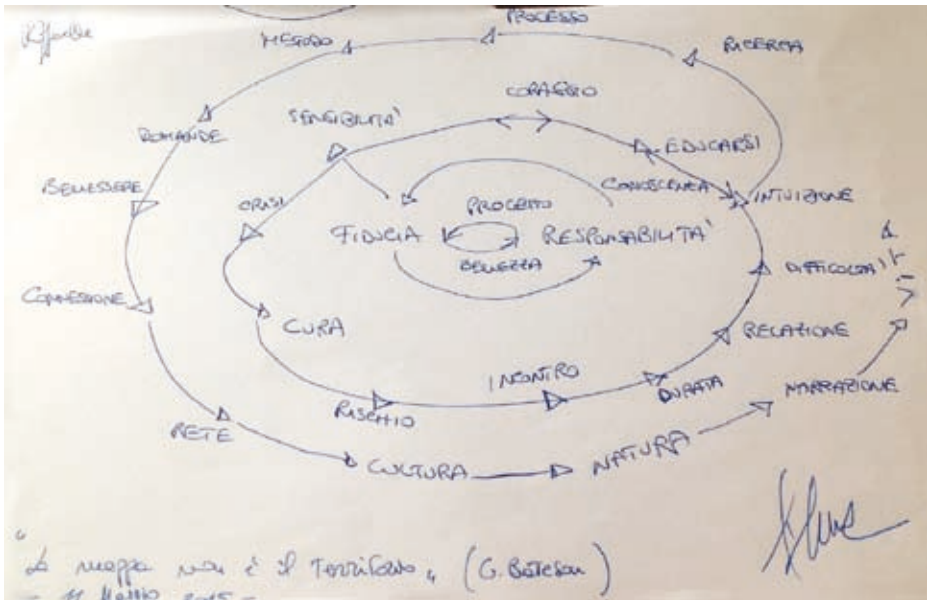 PROCESSO
METODO
RICERCA
CORAGGIO
SENSIBILITA'
DOMANDE
EDUCARSI
BENESSERE
CONOSCENZA
INTUIZIONE
CRISI
PROGETTO
FIDUCIA
RESPONSABILITA'
BELLEZZA
DIFFICOLTA'
CONNESSIONE
CURA
RELAZIONE
INCONTRO
DURATA
NARRAZIONE
RISCHIO
RETE
CULTURA
NATURA
"La mappa non è il territorio" (G. Bateson)